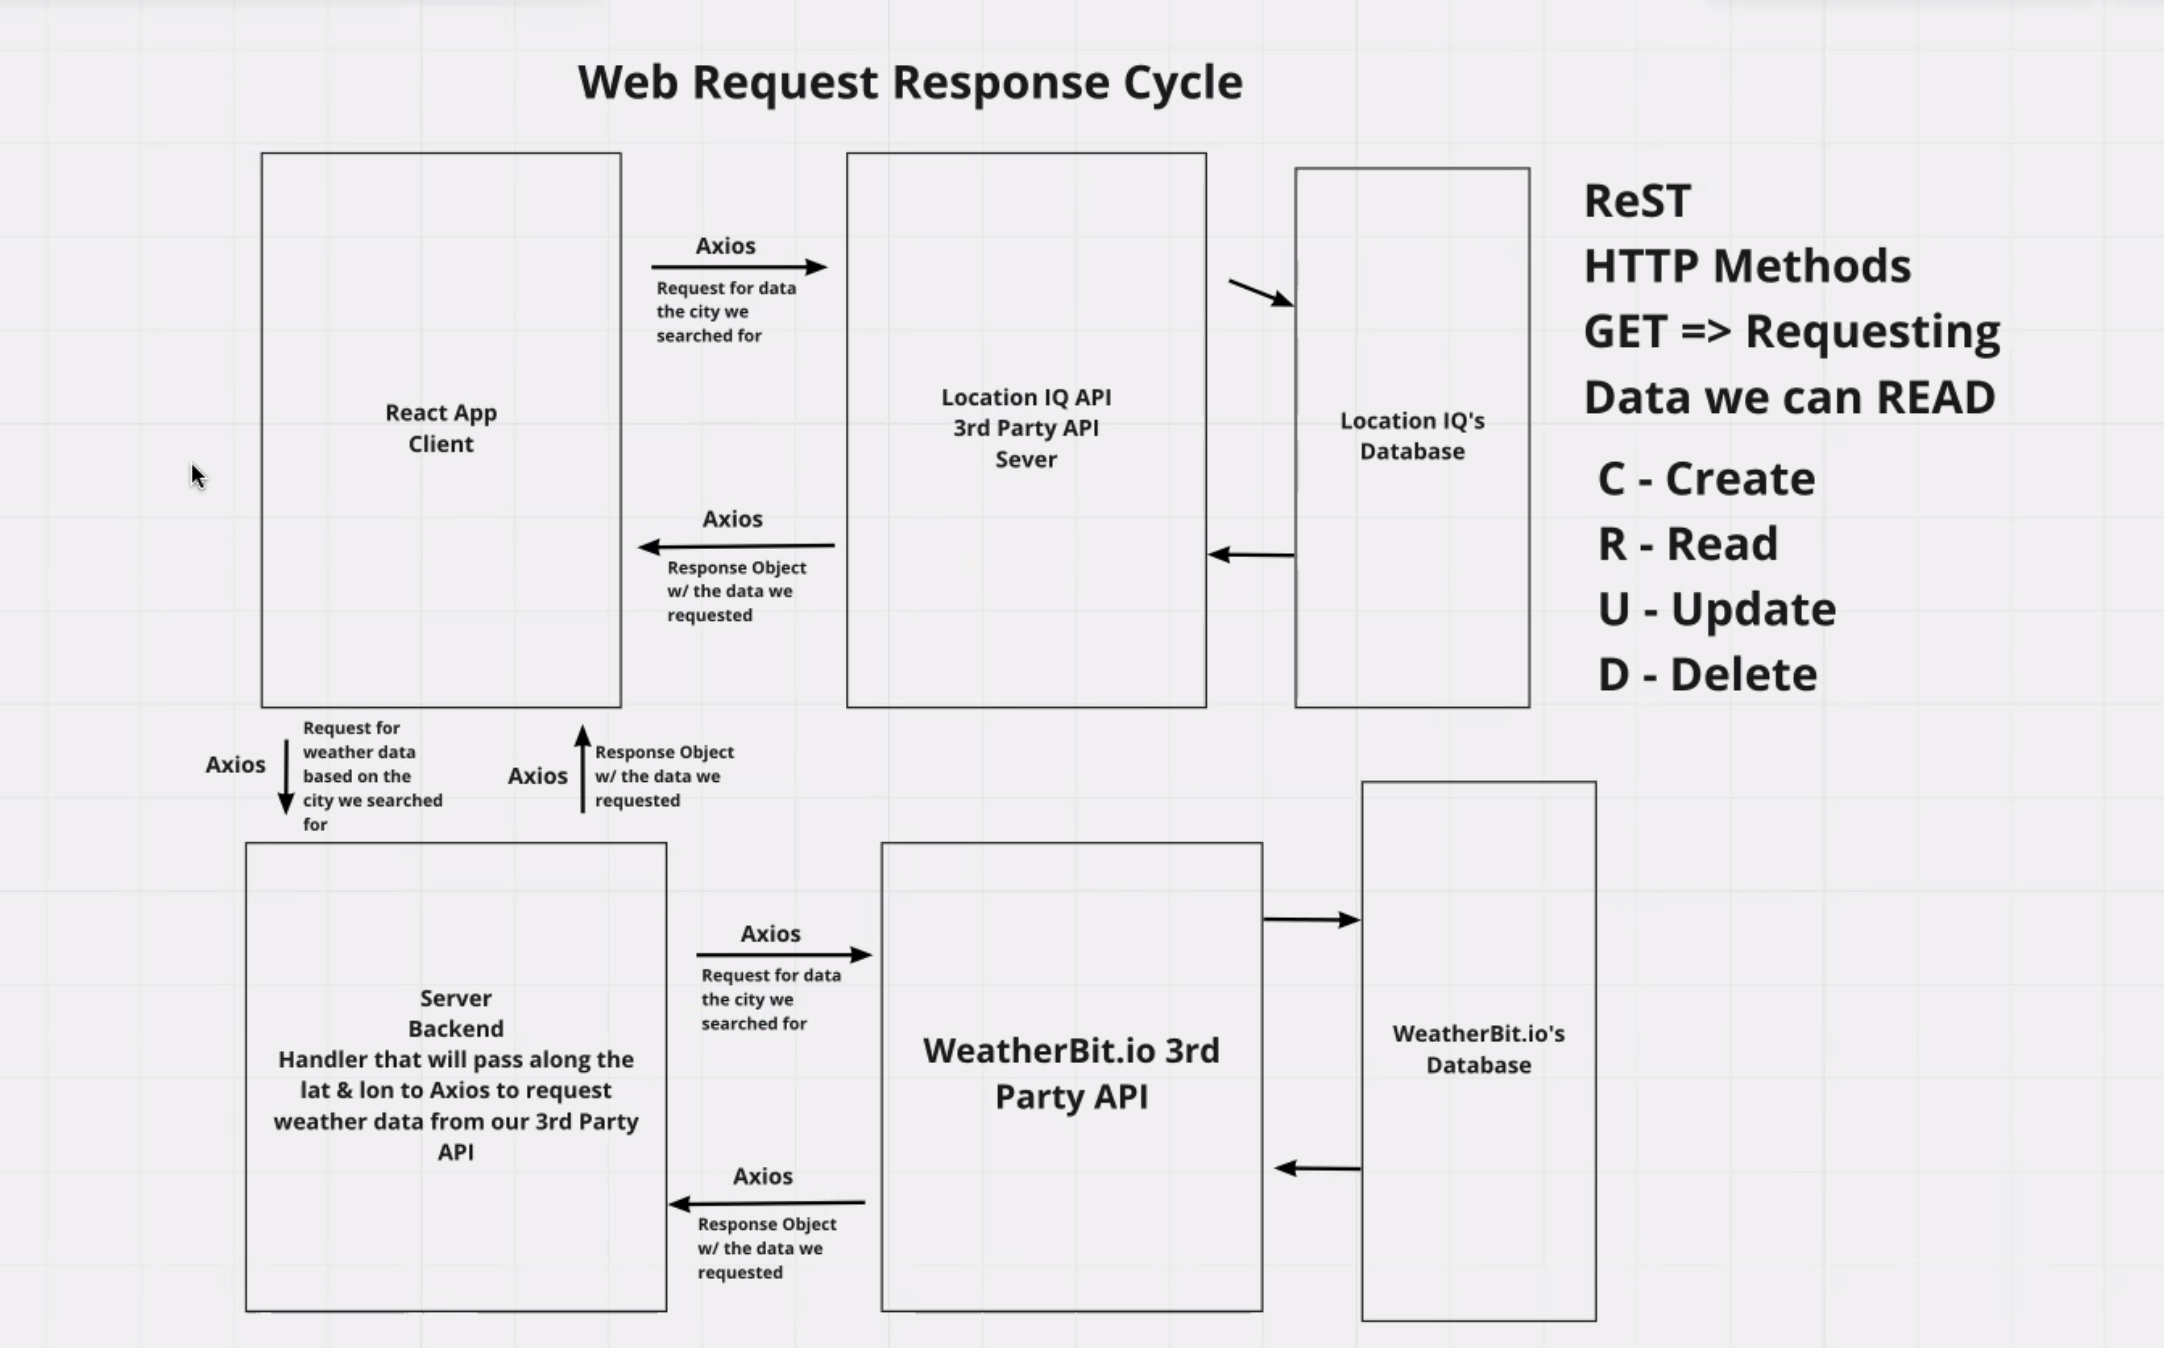 Web Request Response Cycle
React App
Client
Axios
Request for data
the city we
searched for
Axios
Response Object
w/ the data we
requested
Location IQ API
3rd Party API
Sever
Location IQ's
Database
ReST
HTTP Methods
GET => Requesting
Data we can READ
C - Create
R - Read
U - Update
D - Delete
Axios
Request for
weather data
based on the
city we searched
for
Axios
Response Object
w/ the data we
requested
Server
Backend
Handler that will pass along the
lat & lon to Axios to request
weather data from our 3rd Party
API
Axios
Request for data
the city we
searched for
Axios
Response Object
w/ the data we
requested
WeatherBit.io 3rd
Party API
WeatherBit.io's
Database